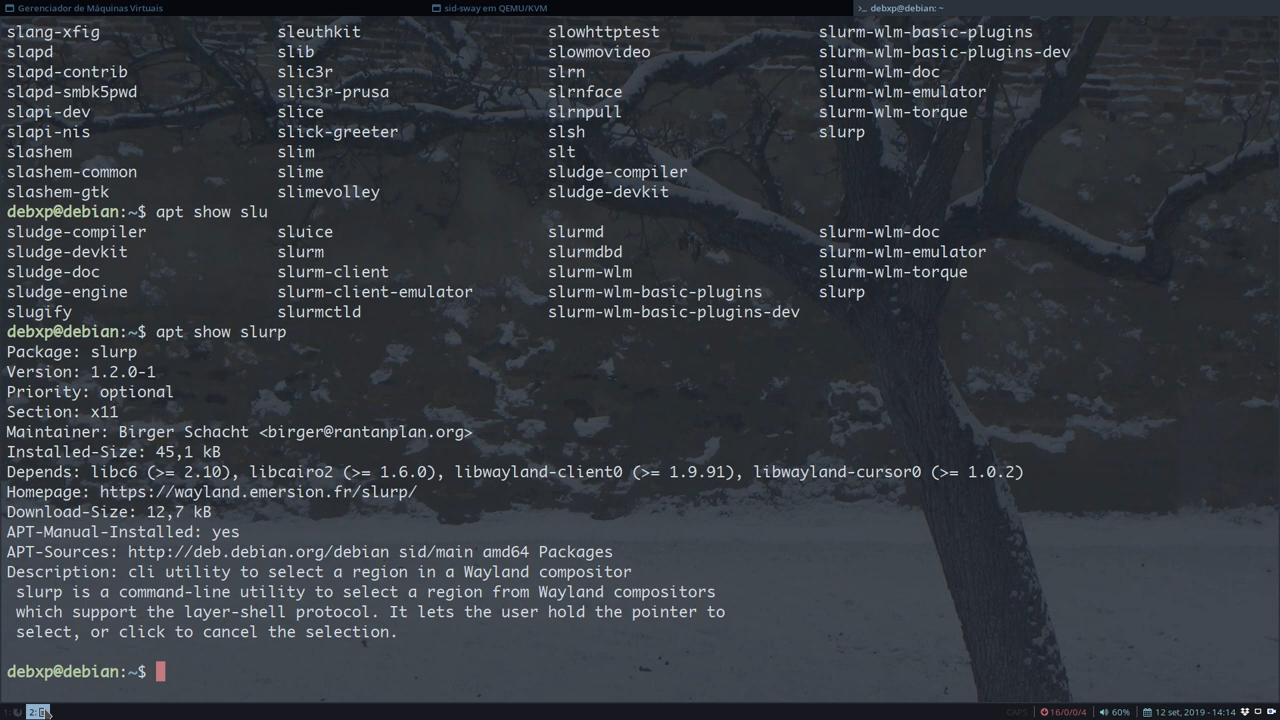 Gerenciador de Máquinas Virtuais sid-sway em QEMU/KVM debxp@debian: ~
slang-xfig sleuthkit slowhttptest slurm-wlm-basic-plugins
slapd slib slowmovideo slurm-wlm-basic-plugins-dev
slapd-contrib slic3r slrn slurm-wlm-doc
slapd-smbk5pwd slic3r-prusa slrnface slurm-wlm-emulator
slapi-dev slice slrnpull slurm-wlm-torque
slapi-nis slick-greeter slsh slurp
slashem slim slt
slashem-common slime sludge-compiler
slashem-gtk slimevolley sludge-devkit
debxp@debian:~$ apt show slu
sludge-compiler sluice slurmd slurm-wlm-doc
sludge-devkit slurm slurmdbd slurm-wlm-emulator
sludge-doc slurm-client slurm-wlm slurm-wlm-torque
sludge-engine slurm-client-emulator slurm-wlm-basic-plugins slurp
slugify slurmctld slurm-wlm-basic-plugins-dev
debxp@debian:~$ apt show slurp
Package: slurp
Version: 1.2.0-1
Priority: optional
Section: x11
Maintainer: Birger Schacht <birger@rantanplan.org>
Installed-Size: 45,1 kB
Depends: libc6 (>= 2.10), libcairo2 (>= 1.6.0), libwayland-client0 (>= 1.9.91), libwayland-cursor0 (>= 1.0.2)
Homepage: https://wayland.emersion.fr/slurp/
Download-Size: 12,7 kB
APT-Manual-Installed: yes
APT-Sources: http://deb.debian.org/debian sid/main amd64 Packages
Description: cli utility to select a region in a Wayland compositor
slurp is a command-line utility to select a region from Wayland compositors
which support the layer-shell protocol. It lets the user hold the pointer to
select, or click to cancel the selection.
debxp@debian:~$
1: 2: CAPS 16/0/0/4 60% 12 set, 2019 - 14:14